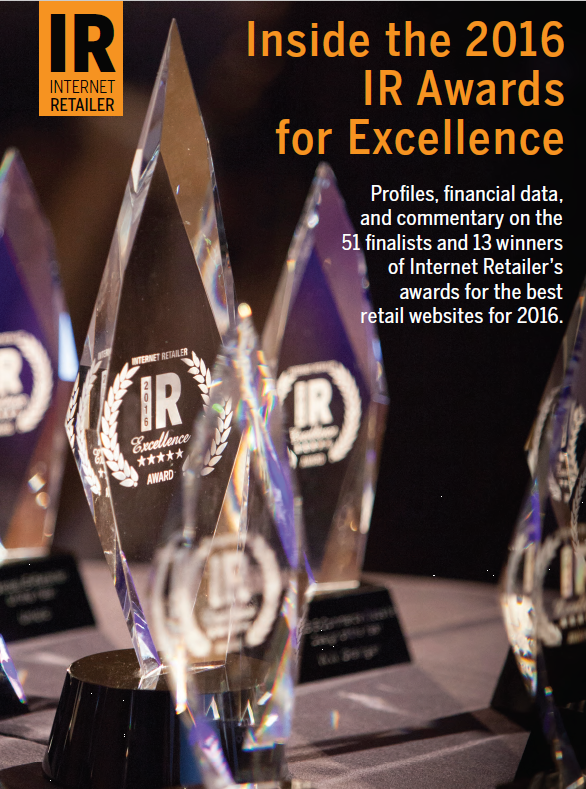 IR
INTERNET
RETAILER
Inside the 2016
IR Awards
for Excellence
Profiles, financial data,
and commentary on the
51 finalists and 13 winners
of Internet Retailer’s
awards for the best
retail websites for 2016.
INTERNET RETAILER
2016
IR
Excellence
AWARD
IR
IR